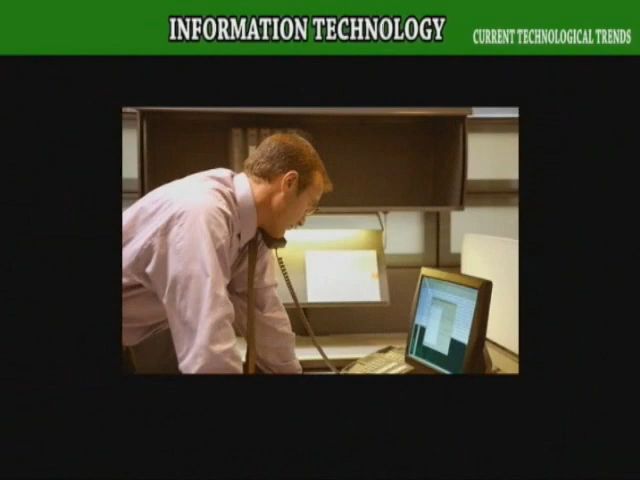 INFORMATION TECHNOLOGY
CURRENT TECHNOLOGICAL TRENDS